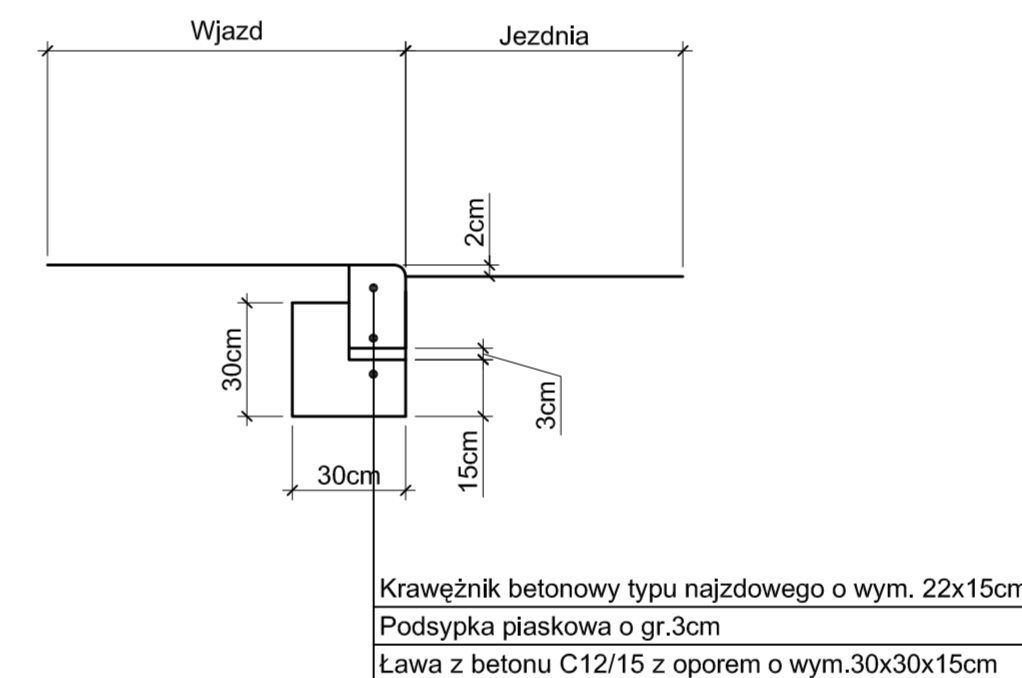 Wjazd
Jezdnia
2cm
30cm
3cm
15cm
30cm
Krawężnik betonowy typu najzdowego o wym. 22x15cm
Podsypka piaskowa o gr.3cm
Ława z betonu C12/15 z oporem o wym.30x30x15cm